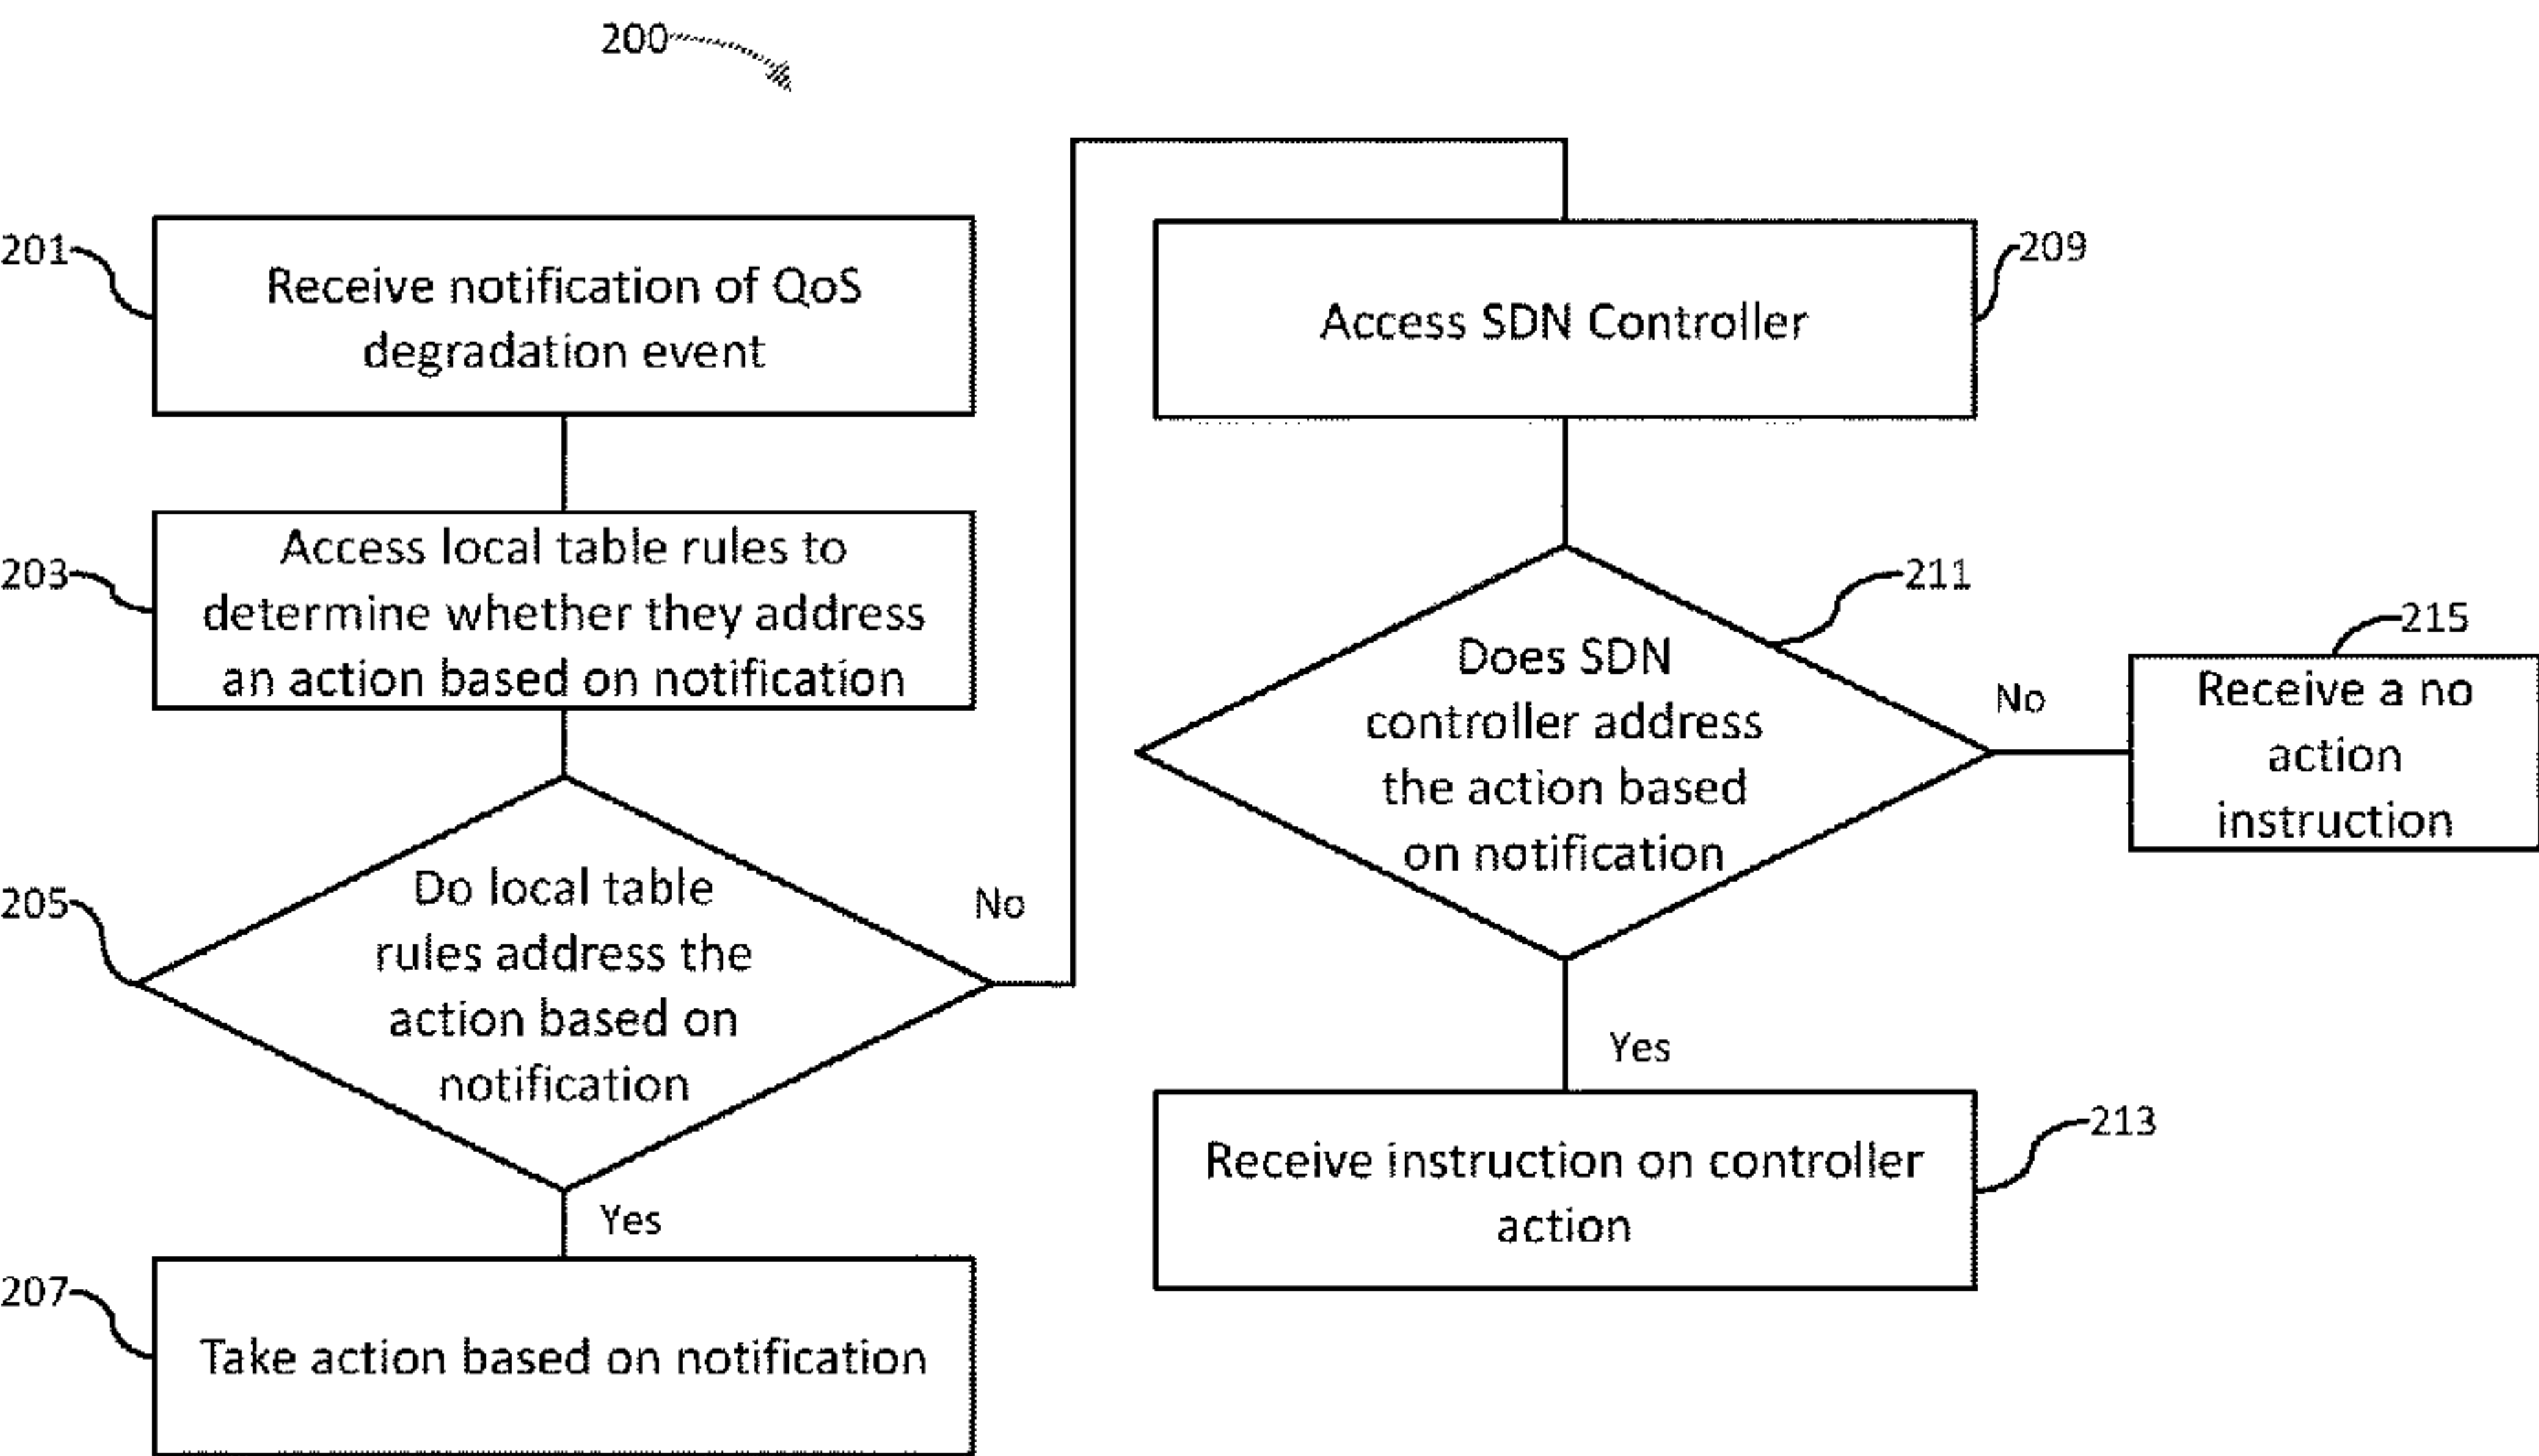 200
201
Receive notification of QoS
degradation event
203
Access local table rules to
determine whether they address
an action based on notification
205
Do local table
rules address the
action based on
notification
No
Yes
207
Take action based on notification
209
Access SDN Controller
211
Does SDN
controller address
the action based
on notification
No
215
Receive a no
action
instruction
Yes
213
Receive instruction on controller
action